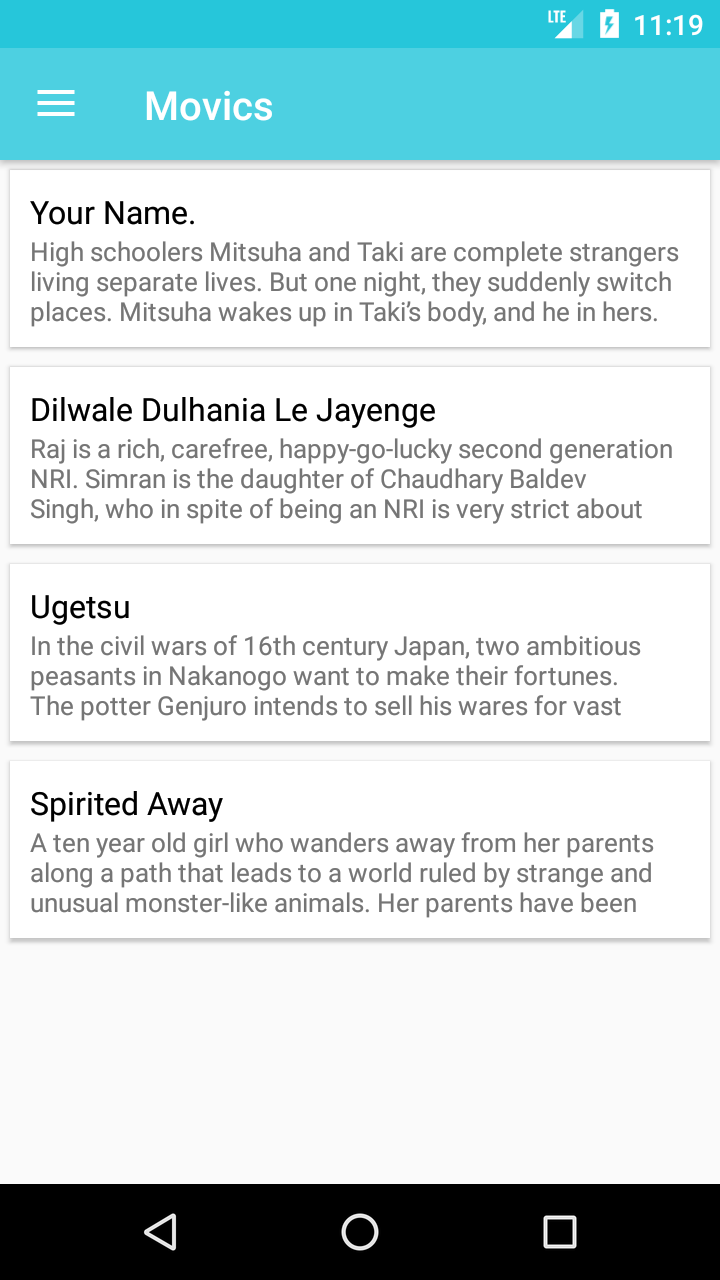 LTE 11:19
Movics
Your Name.
High schoolers Mitsuha and Taki are complete strangers
living separate lives. But one night, they suddenly switch
places. Mitsuha wakes up in Taki’s body, and he in hers.
Dilwale Dulhania Le Jayenge
Raj is a rich, carefree, happy-go-lucky second generation
NRI. Simran is the daughter of Chaudhary Baldev
Singh, who in spite of being an NRI is very strict about
Ugetsu
In the civil wars of 16th century Japan, two ambitious
peasants in Nakanogo want to make their fortunes.
The potter Genjuro intends to sell his wares for vast
Spirited Away
A ten year old girl who wanders away from her parents
along a path that leads to a world ruled by strange and
unusual monster-like animals. Her parents have been